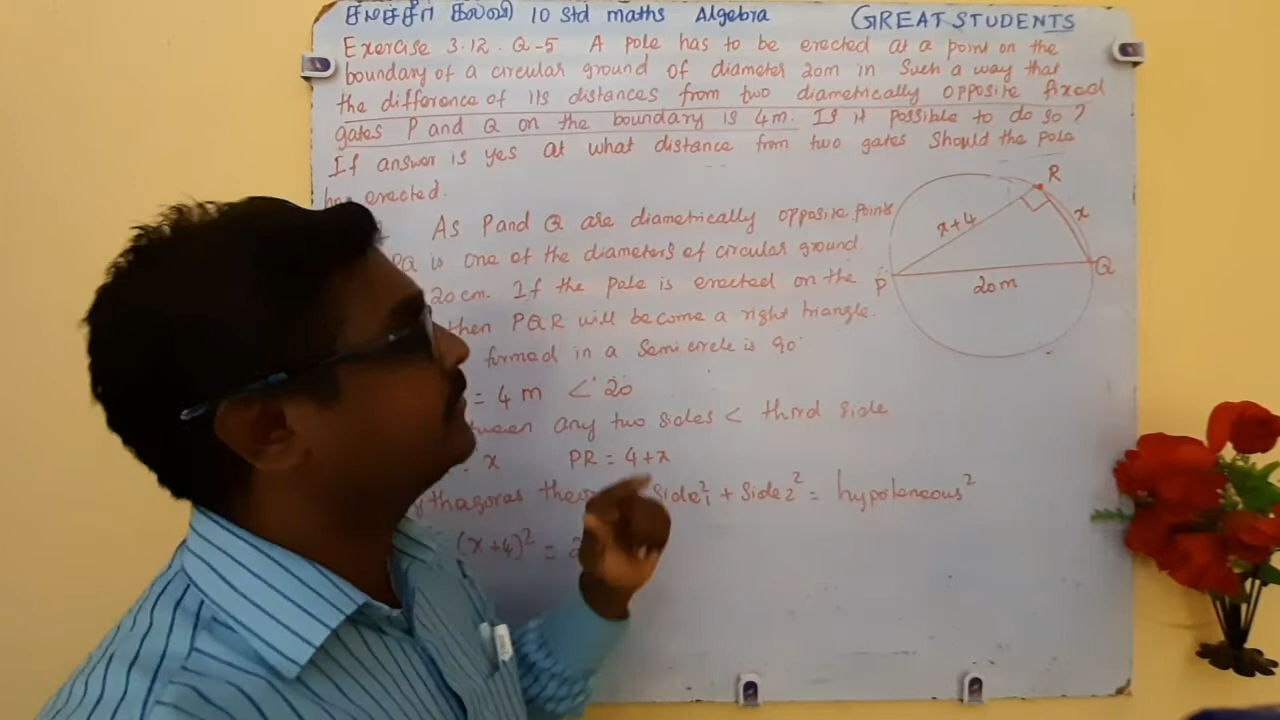 சமச்சீர் கல்வி 10 Std maths Algebra GREAT STUDENTS
Exercise 3.12. Q-5 A pole has to be erected at a point on the
boundary of a circular ground of diameter 20m in Such a way that
the difference of its distances from two diametrically opposite fixed
gates P and Q on the boundary is 4m. Is it possible to do so?
If answer is yes at what distance from two gates Should the pole
be erected.
As P and Q are diametrically opposite points
PQ is one of the diameters of circular ground.
20cm. If the pole is erected on the
then PQR will become a right triangle.
formed in a Semicircle is 90°
= 4m < 20
any two sides < third side
x PR = 4+x
Side₁² + Side₂² = hypoteneous²
(x+4)² =
R
x+4
x
P
Q
20m